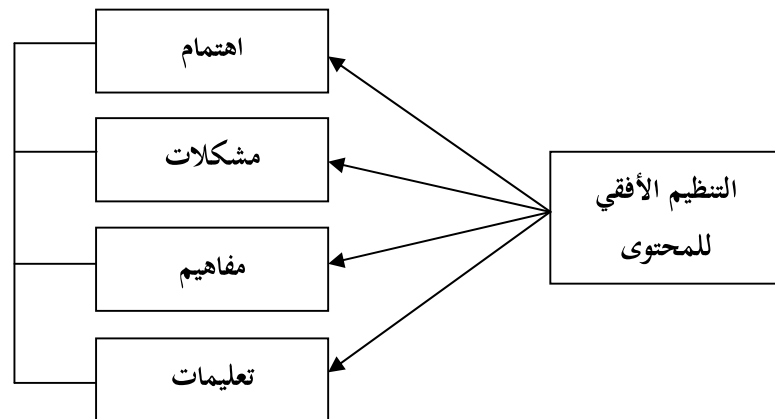 التنظيم الأفقي
للمحتوى
اهتمام
مشكلات
مفاهيم
تعليمات